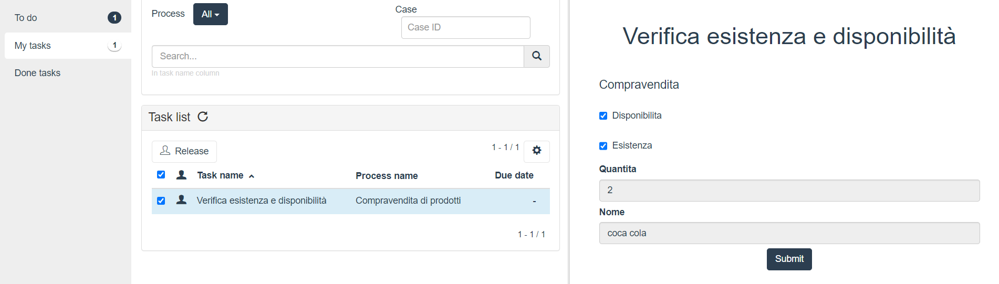 To do 1
My tasks 1
Done tasks
Process All
Case
Case ID
Search...
In task name column
Task list
Release
1 - 1 / 1
Task name Process name Due date
Verifica esistenza e disponibilità Compravendita di prodotti -
1 - 1 / 1
Verifica esistenza e disponibilità
Compravendita
Disponibilita
Esistenza
Quantita
2
Nome
coca cola
Submit